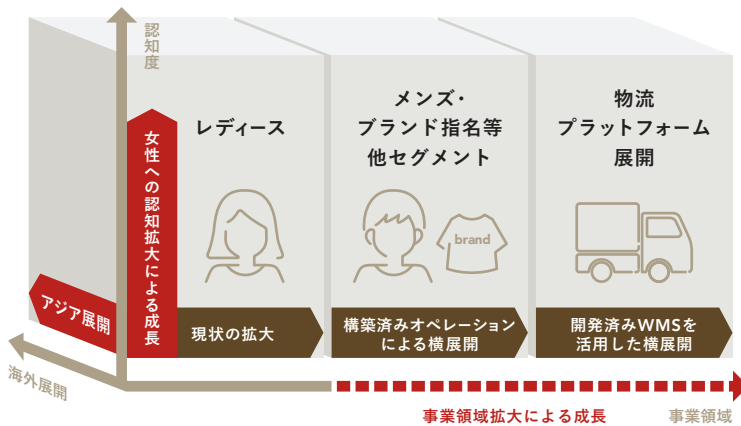 認知度
女性への認知拡大による成長
レディース
現状の拡大
メンズ・
ブランド指名等
他セグメント
brand
構築済みオペレーション
による横展開
物流
プラットフォーム
展開
開発済みWMSを
活用した横展開
アジア展開
海外展開
事業領域拡大による成長
事業領域